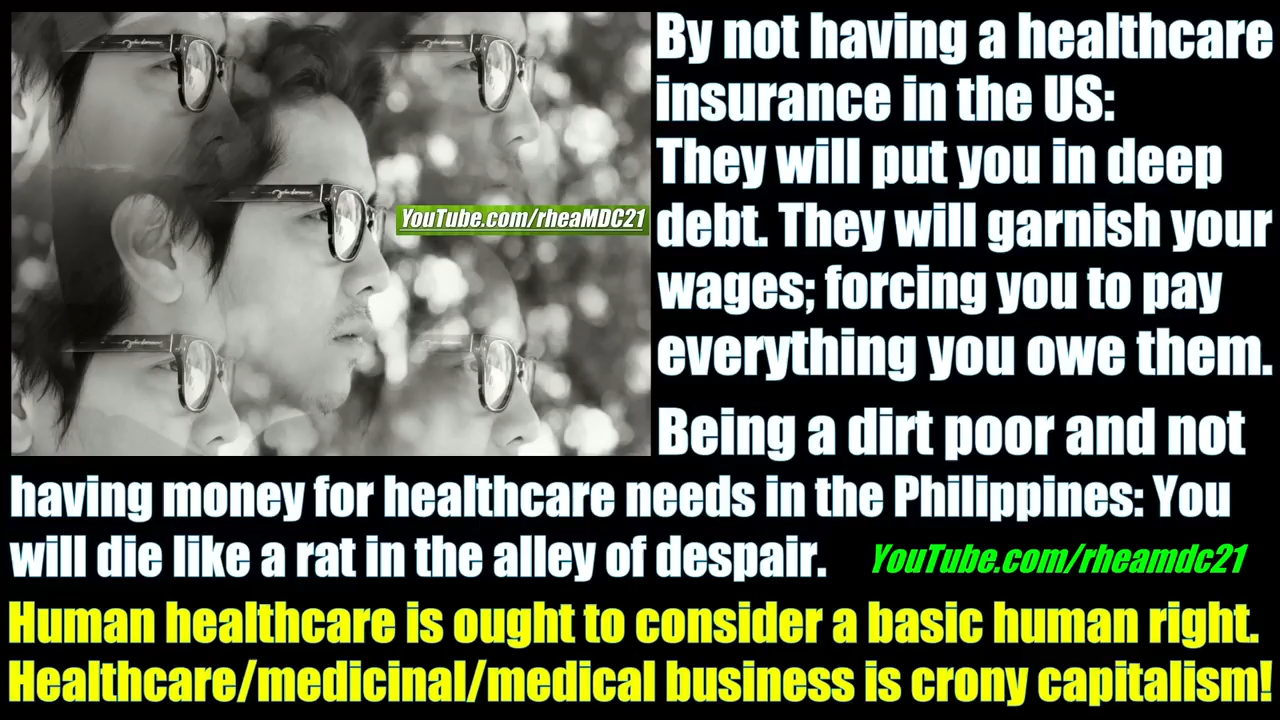 By not having a healthcare
insurance in the US:
They will put you in deep
debt. They will garnish your
wages; forcing you to pay
everything you owe them.
YouTube.com/rheaMDC21
Being a dirt poor and not
having money for healthcare needs in the Philippines: You
will die like a rat in the alley of despair.
YouTube.com/rheamdc21
Human healthcare is ought to consider a basic human right.
Healthcare/medicinal/medical business is crony capitalism!